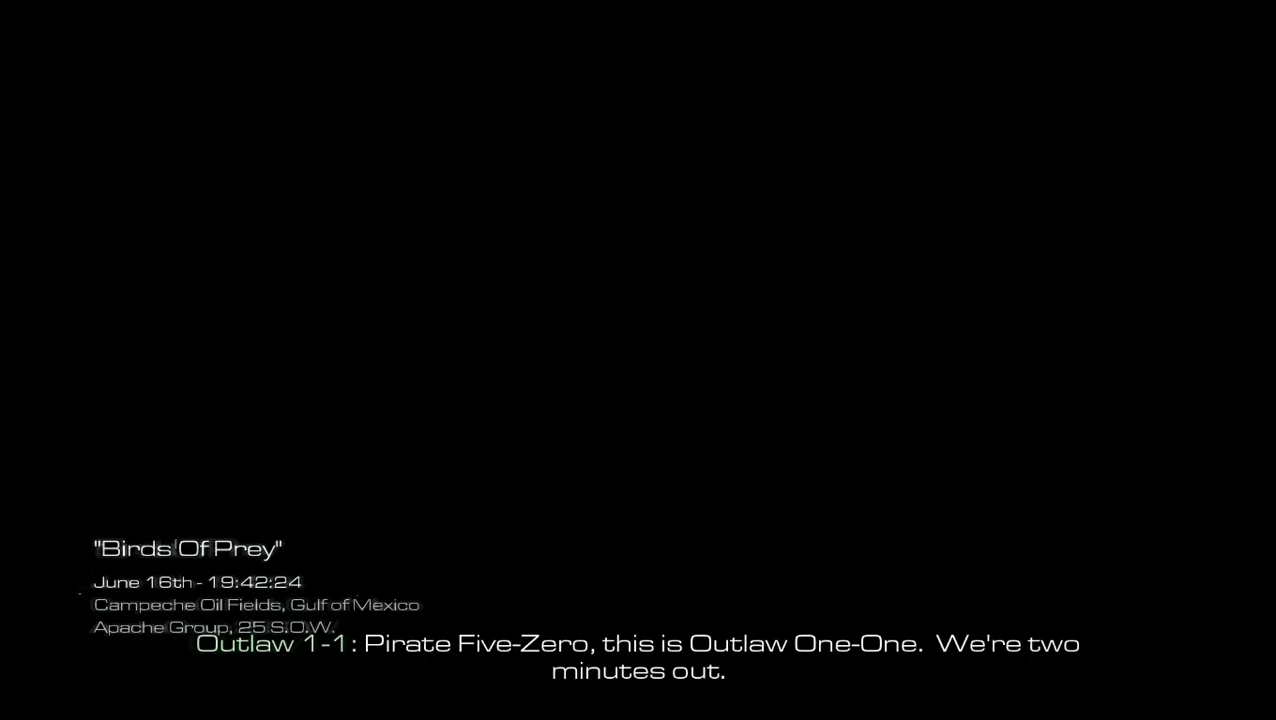 "Birds Of Prey"
June 16th - 19:42:24
Campeche Oil Fields, Gulf of Mexico
Apache Group, 25 S.O.W.
Outlaw 1-1: Pirate Five-Zero, this is Outlaw One-One.  We're two
minutes out.